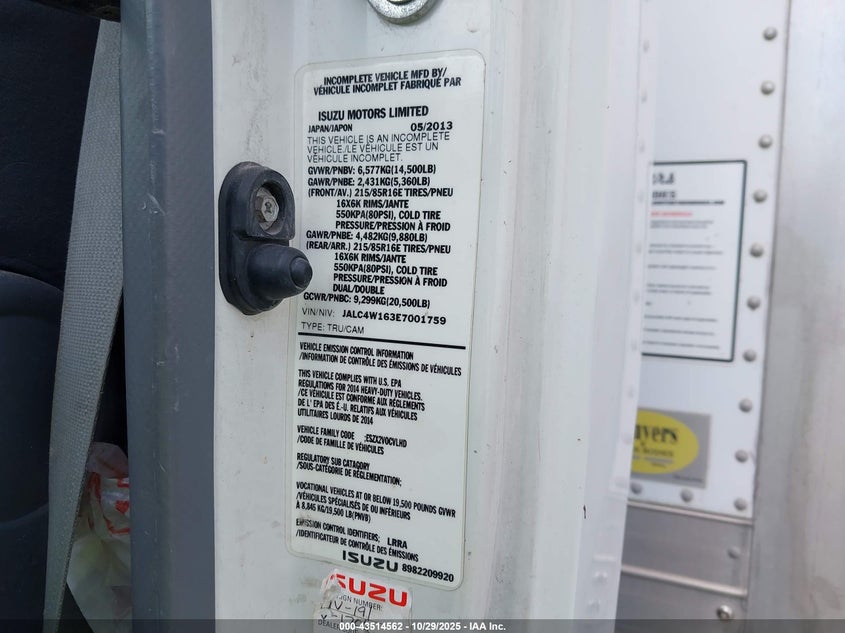 INCOMPLETE VEHICLE MFD BY/
VÉHICULE INCOMPLET FABRIQUÉ PAR
ISUZU MOTORS LIMITED
JAPAN/JAPON 05/2013
THIS VEHICLE IS AN INCOMPLETE
VEHICLE./LE VÉHICULE EST UN
VÉHICULE INCOMPLET.
GVWR/PNBV: 6,577KG(14,500LB)
GAWR/PNBE: 2,431KG(5,360LB)
(FRONT/AV.) 215/85R16E TIRES/PNEU
16X6K RIMS/JANTE
550KPA(80PSI), COLD TIRE
PRESSURE/PRESSION À FROID
GAWR/PNBE: 4,482KG(9,880LB)
(REAR/ARR.) 215/85R16E TIRES/PNEU
16X6K RIMS/JANTE
550KPA(80PSI), COLD TIRE
PRESSURE/PRESSION À FROID
DUAL/DOUBLE
GCWR/PNBC: 9,299KG(20,500LB)
VIN/NIV: JALC4W163E7001759
TYPE: TRU/CAM
VEHICLE EMISSION CONTROL INFORMATION
/INFORMATION DE CONTRÔLE DES ÉMISSIONS DE VÉHICULES
THIS VEHICLE COMPLIES WITH U.S. EPA
REGULATIONS FOR 2014 HEAVY-DUTY VEHICLES.
/CE VÉHICULE EST CONFORME AUX RÈGLEMENTS
DE L' EPA DES É.-U. RELATIFS AUX VÉHICULES
UTILITAIRES LOURDS DE 2014
VEHICLE FAMILY CODE :ESZX2VOCVLHD
/CODE DE FAMILLE DE VÉHICULES
REGULATORY SUB CATAGORY
/SOUS-CATÉGORIE DE RÉGLEMENTATION;
VOCATIONAL VEHICLES AT OR BELOW 19,500 POUNDS GVWR
/VÉHICULES SPÉCIALISÉS DE OU INFÉRIEURS
À 8,845 KG/19,500 LB(PNVB)
EMISSION CONTROL IDENTIFIERS; LRRA
/IDENTIFICATEUR DE CONTRÔLE DES ÉMISSIONS
ISUZU 8982209920
SUZU
GN NUMBER:
DEALE
000-43514562 - 10/29/2025 - IAA Inc.